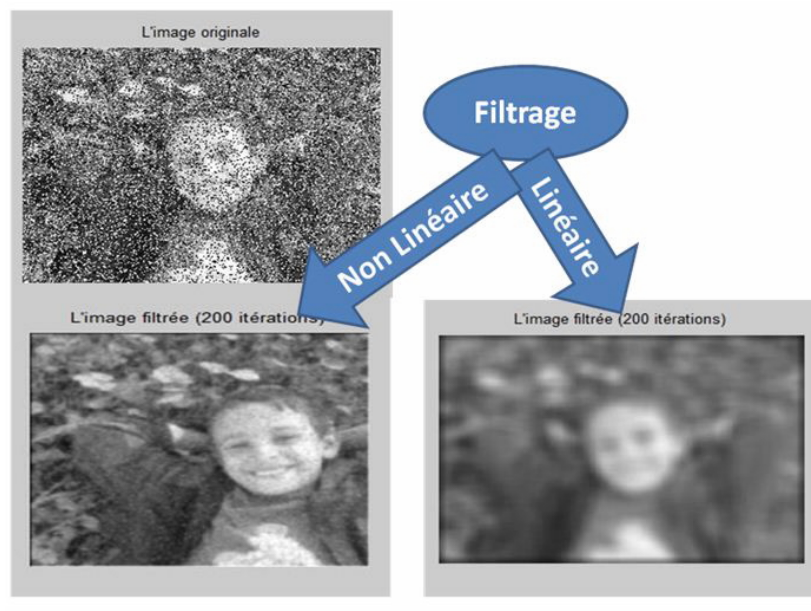 L'image originale
Filtrage
Non Linéaire
Linéaire
L'image filtrée (200 itérations)
L'image filtrée (200 itérations)